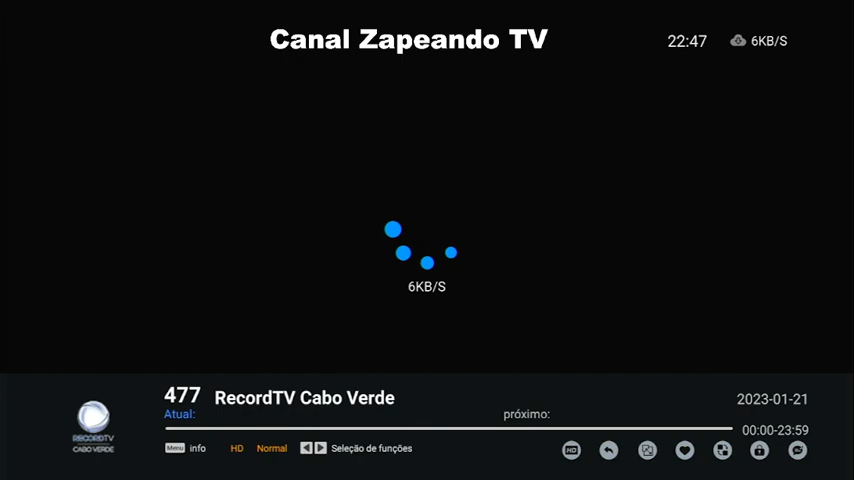 Canal Zapeando TV
22:47 6KB/S
6KB/S
477 RecordTV Cabo Verde
2023-01-21
Atual: próximo:
00:00-23:59
RECORDTV
CABO VERDE
Menu info HD Normal Seleção de funções
HD